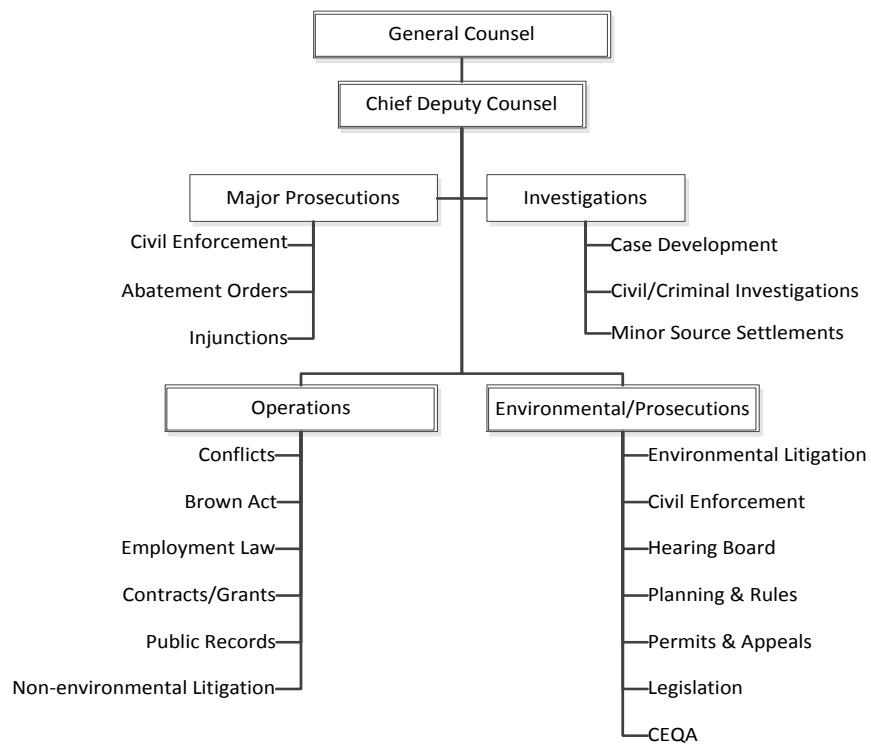 General Counsel
Chief Deputy Counsel
Major Prosecutions
Civil Enforcement
Abatement Orders
Injunctions
Investigations
Case Development
Civil/Criminal Investigations
Minor Source Settlements
Operations
Conflicts
Brown Act
Employment Law
Contracts/Grants
Public Records
Non-environmental Litigation
Environmental/Prosecutions
Environmental Litigation
Civil Enforcement
Hearing Board
Planning & Rules
Permits & Appeals
Legislation
CEQA